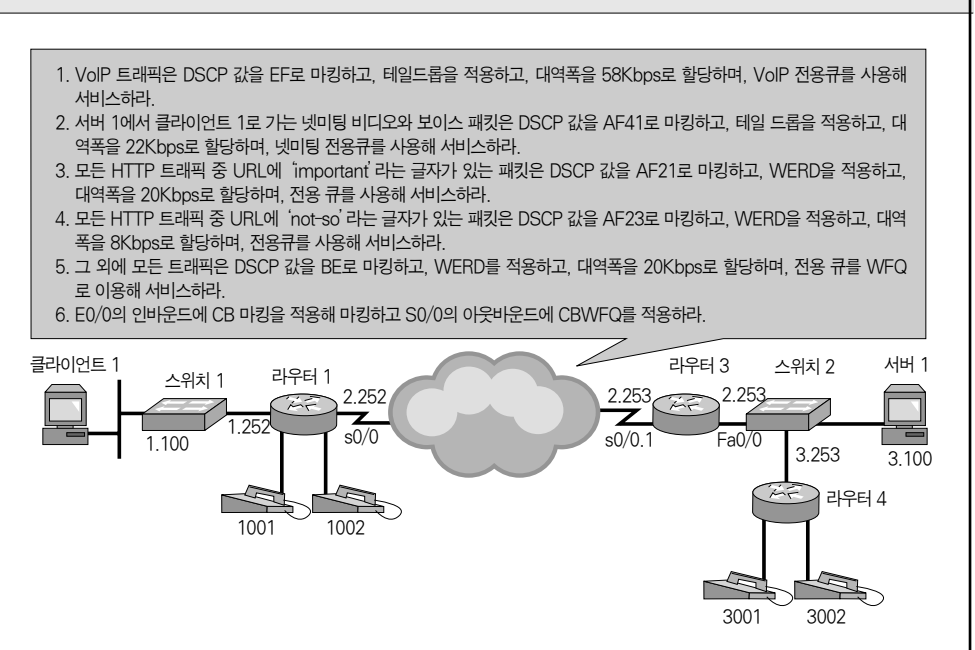 1. VoIP 트래픽은 DSCP 값을 EF로 마킹하고, 테일드롭을 적용하고, 대역폭을 58Kbps로 할당하며, VoIP 전용큐를 사용해
서비스하라.
2. 서버 1에서 클라이언트 1로 가는 넷미팅 비디오와 보이스 패킷은 DSCP 값을 AF41로 마킹하고, 테일 드롭을 적용하고, 대
역폭을 22Kbps로 할당하며, 넷미팅 전용큐를 사용해 서비스하라.
3. 모든 HTTP 트래픽 중 URL에 ‘important’라는 글자가 있는 패킷은 DSCP 값을 AF21로 마킹하고, WERD을 적용하고,
대역폭을 20Kbps로 할당하며, 전용 큐를 사용해 서비스하라.
4. 모든 HTTP 트래픽 중 URL에 ‘not-so’라는 글자가 있는 패킷은 DSCP 값을 AF23로 마킹하고, WERD을 적용하고, 대역
폭을 8Kbps로 할당하며, 전용큐를 사용해 서비스하라.
5. 그 외에 모든 트래픽은 DSCP 값을 BE로 마킹하고, WERD를 적용하고, 대역폭을 20Kbps로 할당하며, 전용 큐를 WFQ
로 이용해 서비스하라.
6. E0/0의 인바운드에 CB 마킹을 적용해 마킹하고 S0/0의 아웃바운드에 CBWFQ를 적용하라.
클라이언트 1
스위치 1
라우터 1
라우터 3
스위치 2
서버 1
2.252
2.253
2.253
1.252
s0/0
s0/0.1
Fa0/0
1.100
3.253
3.100
라우터 4
1001
1002
3001
3002